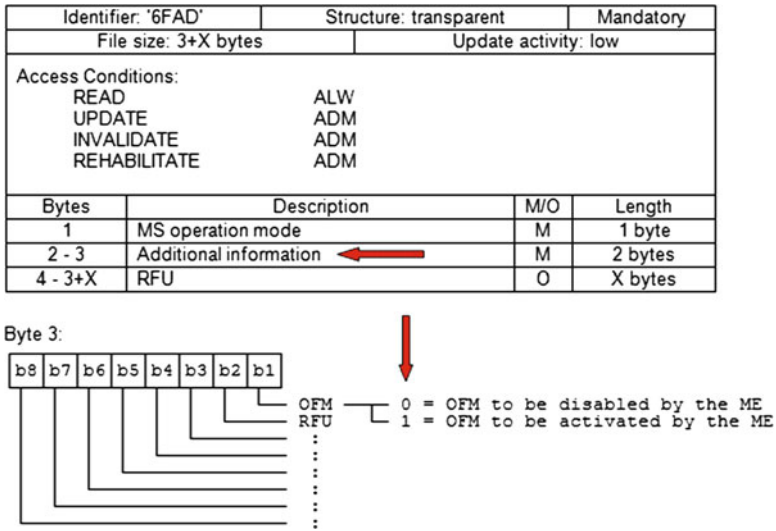 Identifier: '6FAD' Structure: transparent Mandatory
File size: 3+X bytes Update activity: low
Access Conditions:
READ ALW
UPDATE ADM
INVALIDATE ADM
REHABILITATE ADM
Bytes Description M/O Length
1 MS operation mode M 1 byte
2 - 3 Additional information M 2 bytes
4 - 3+X RFU O X bytes
Byte 3:
b8 b7 b6 b5 b4 b3 b2 b1
OFM 0 = OFM to be disabled by the ME
RFU 1 = OFM to be activated by the ME
:
:
:
:
:
: